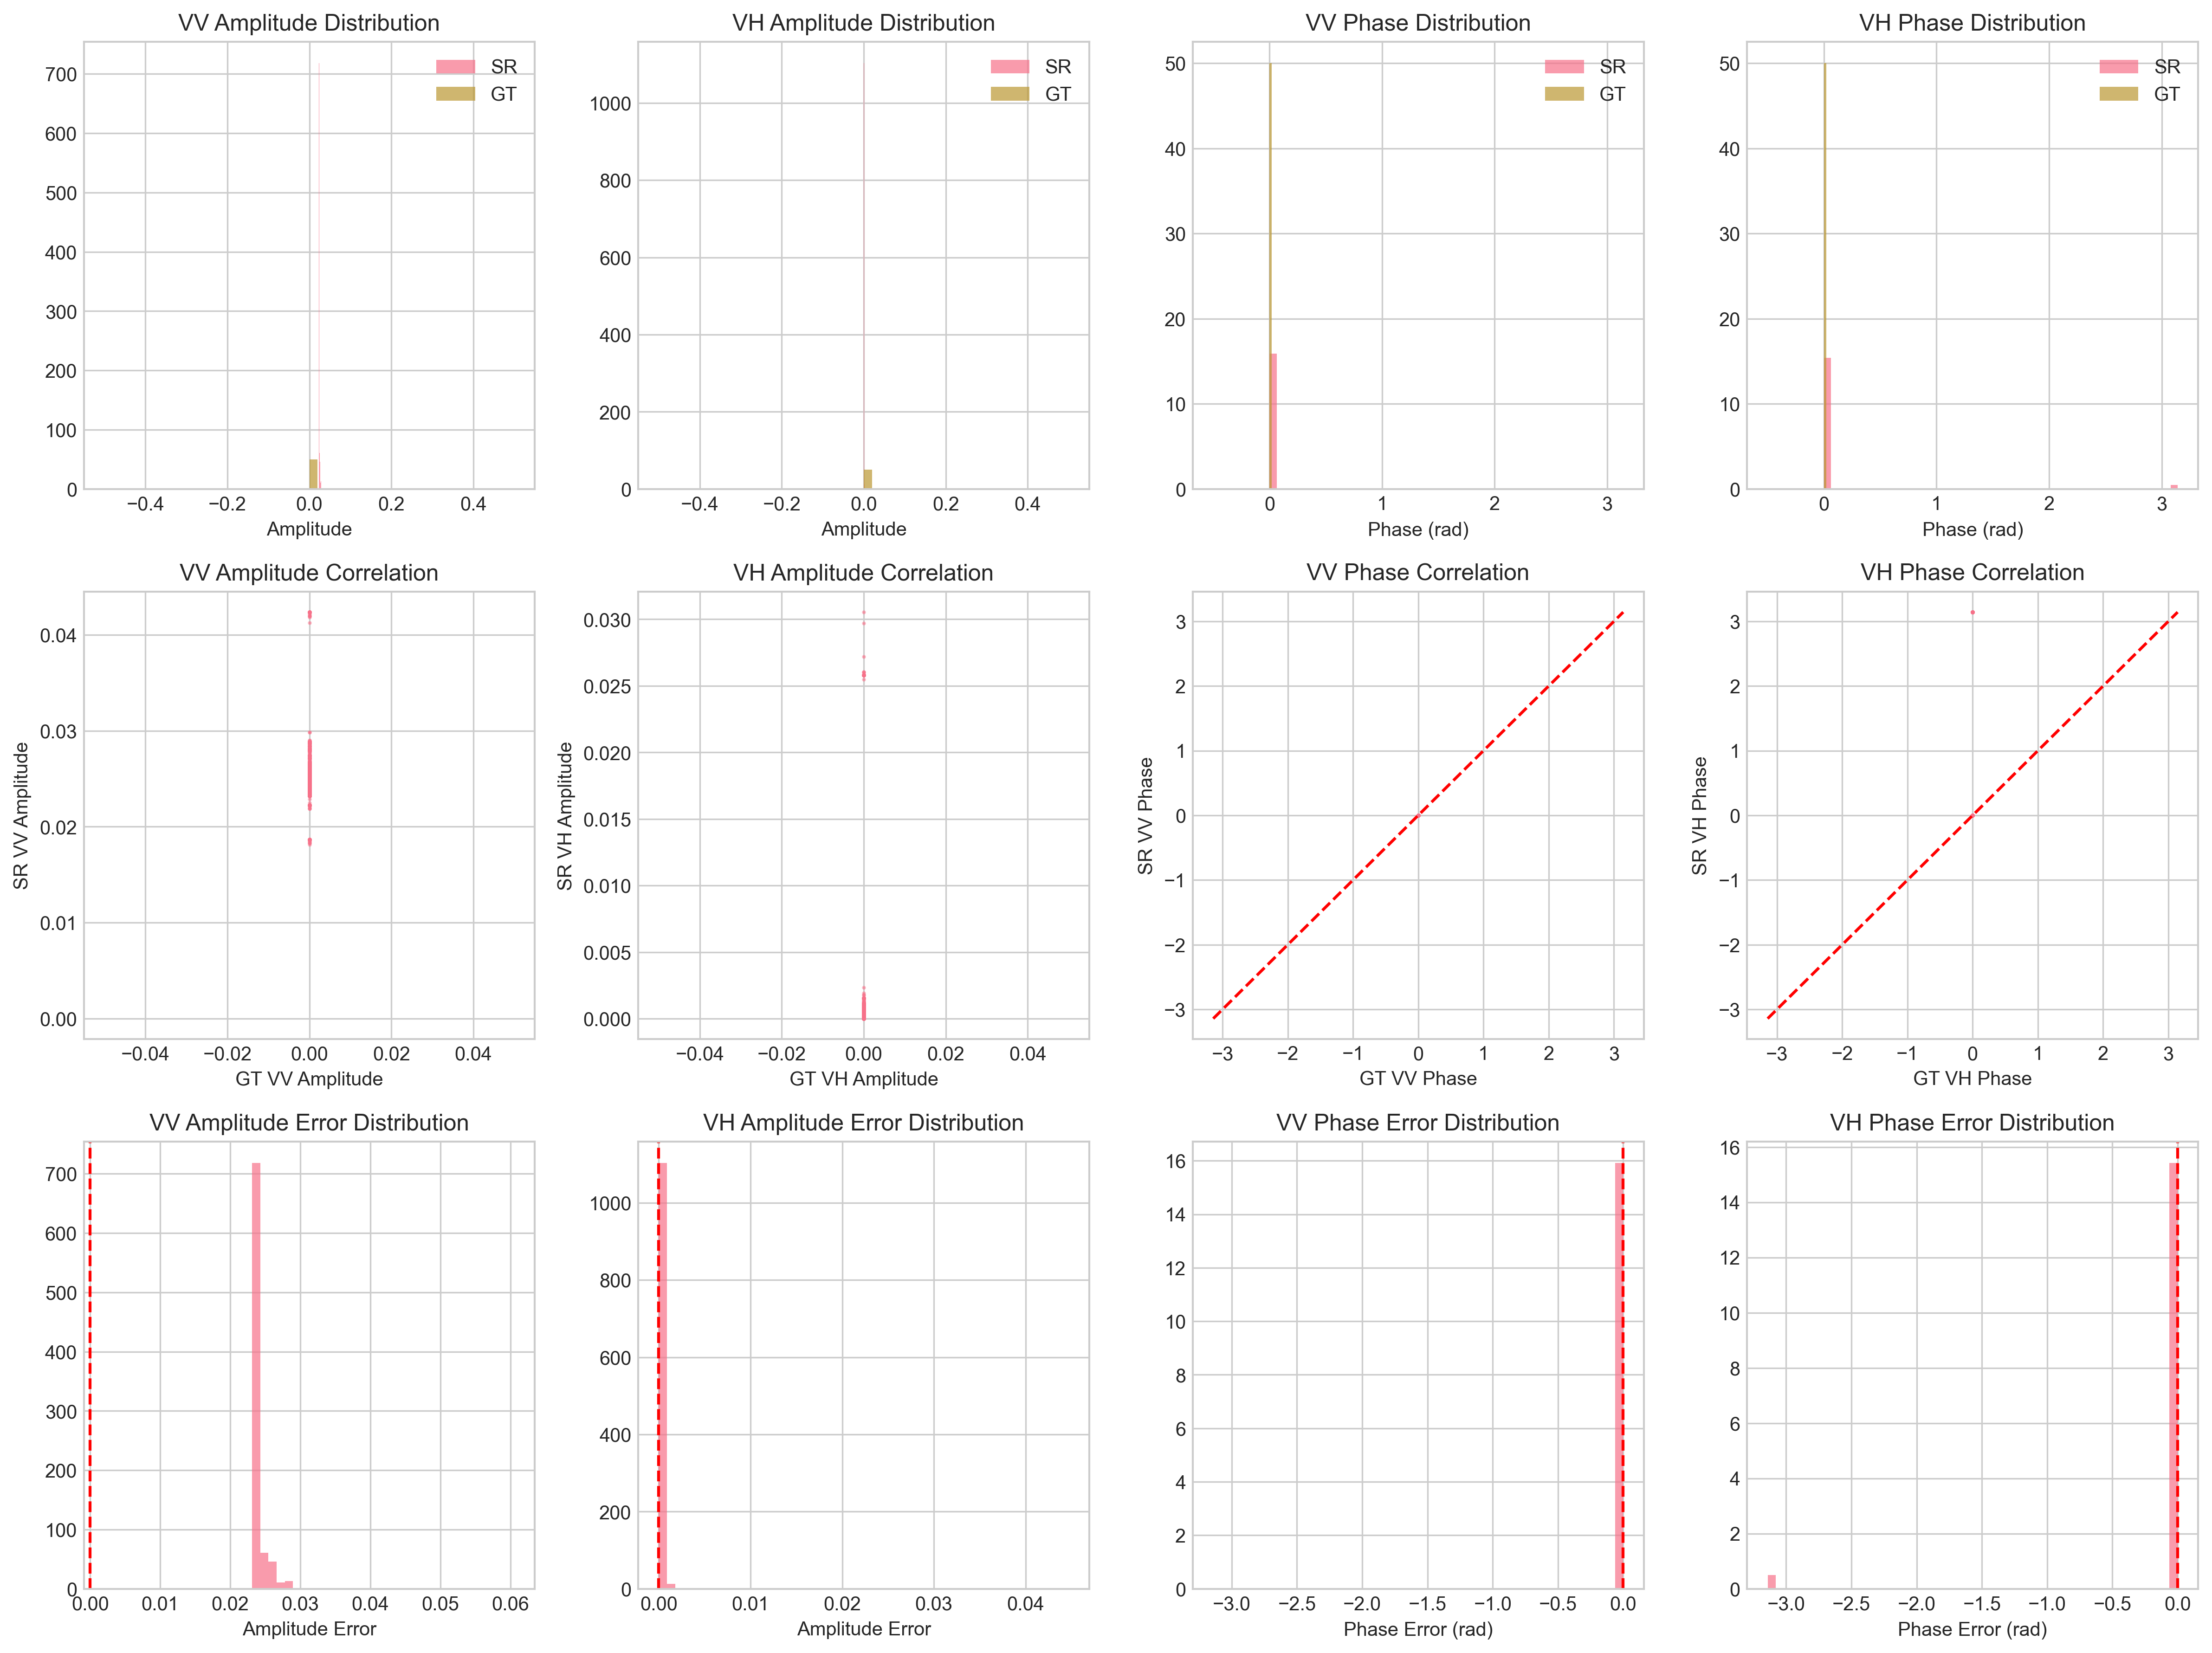 VV Amplitude Distribution
700
600
500
400
300
200
100
0
−0.4 −0.2 0.0 0.2 0.4
Amplitude
SR
GT
VH Amplitude Distribution
1000
800
600
400
200
0
−0.4 −0.2 0.0 0.2 0.4
Amplitude
SR
GT
VV Phase Distribution
50
40
30
20
10
0
0 1 2 3
Phase (rad)
SR
GT
VH Phase Distribution
50
40
30
20
10
0
0 1 2 3
Phase (rad)
SR
GT
VV Amplitude Correlation
SR VV Amplitude
0.04
0.03
0.02
0.01
0.00
−0.04 −0.02 0.00 0.02 0.04
GT VV Amplitude
VH Amplitude Correlation
SR VH Amplitude
0.030
0.025
0.020
0.015
0.010
0.005
0.000
−0.04 −0.02 0.00 0.02 0.04
GT VH Amplitude
VV Phase Correlation
SR VV Phase
3
2
1
0
−1
−2
−3
−3 −2 −1 0 1 2 3
GT VV Phase
VH Phase Correlation
SR VH Phase
3
2
1
0
−1
−2
−3
−3 −2 −1 0 1 2 3
GT VH Phase
VV Amplitude Error Distribution
700
600
500
400
300
200
100
0
0.00 0.01 0.02 0.03 0.04 0.05 0.06
Amplitude Error
VH Amplitude Error Distribution
1000
800
600
400
200
0
0.00 0.01 0.02 0.03 0.04
Amplitude Error
VV Phase Error Distribution
16
14
12
10
8
6
4
2
0
−3.0 −2.5 −2.0 −1.5 −1.0 −0.5 0.0
Phase Error (rad)
VH Phase Error Distribution
16
14
12
10
8
6
4
2
0
−3.0 −2.5 −2.0 −1.5 −1.0 −0.5 0.0
Phase Error (rad)